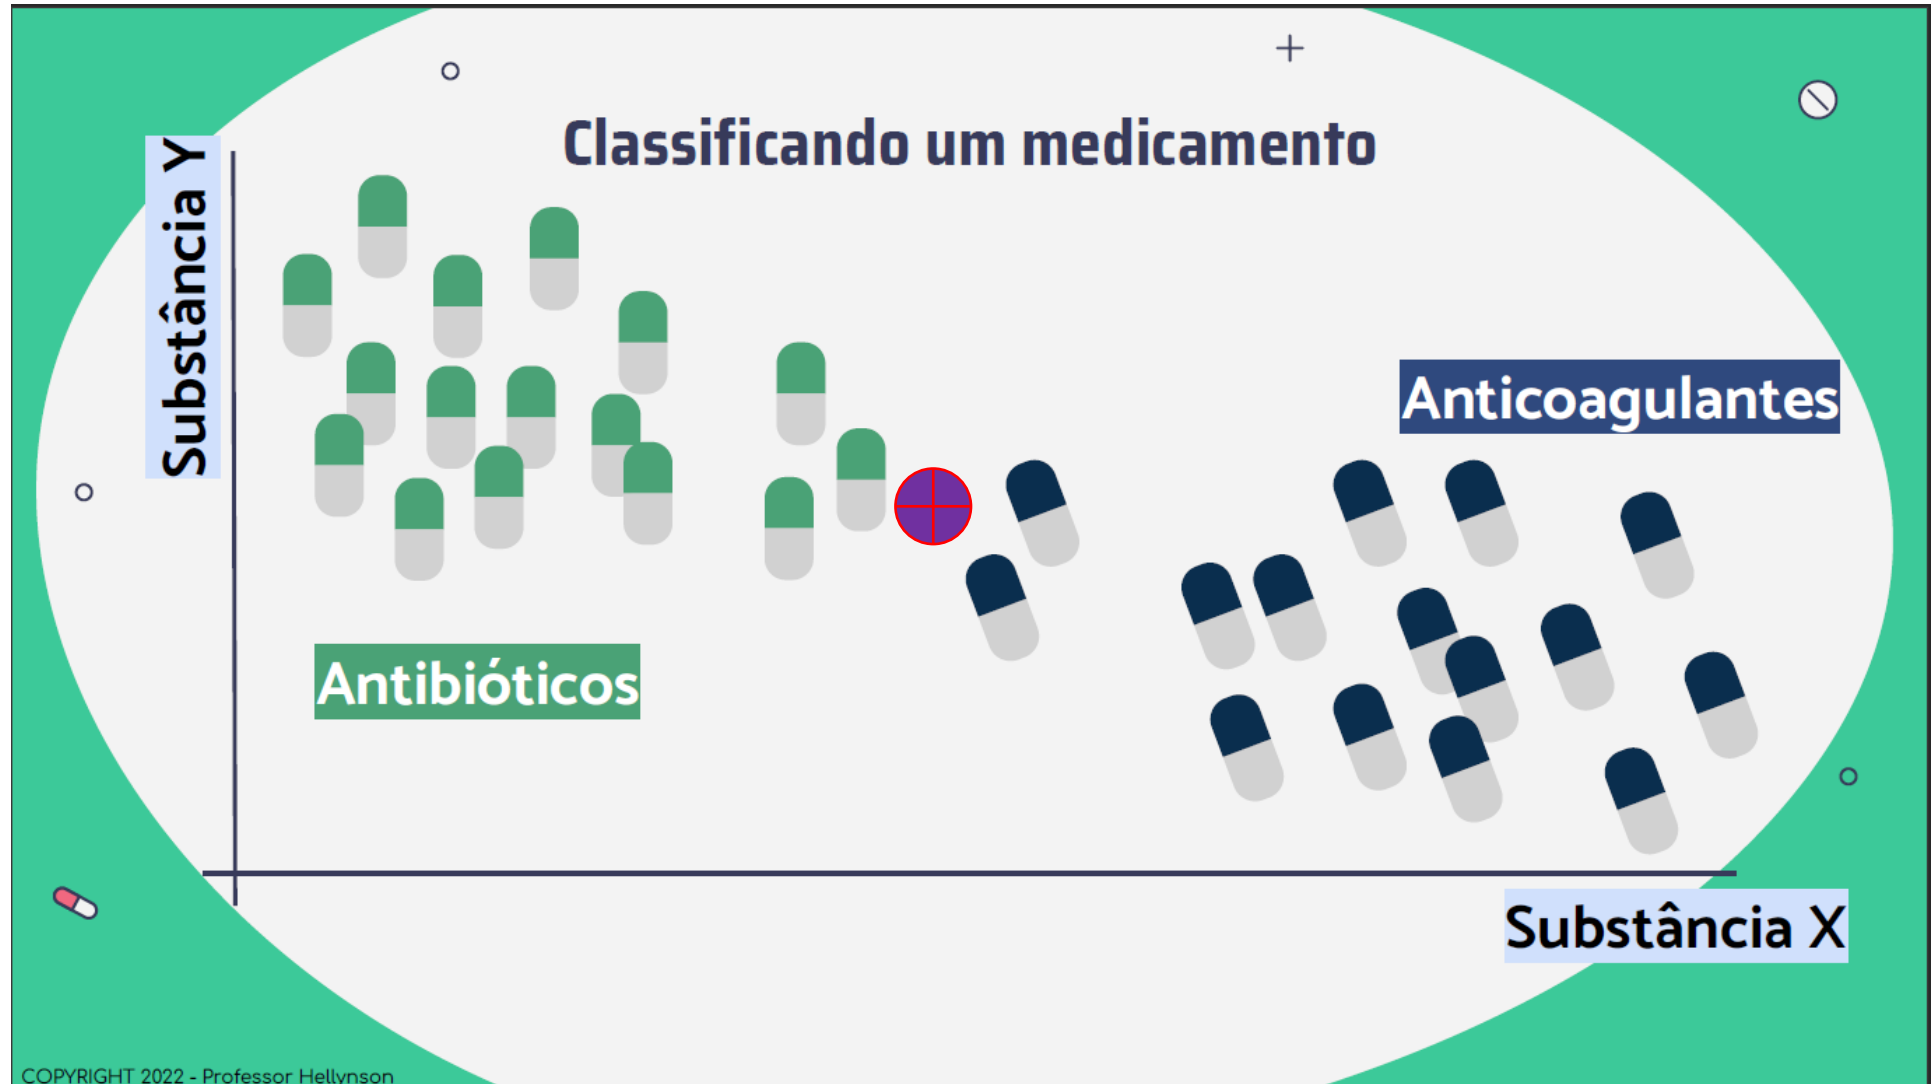 Classificando um medicamento
Substância Y
Anticoagulantes
Antibióticos
Substância X
COPYRIGHT 2022 - Professor Hellynson